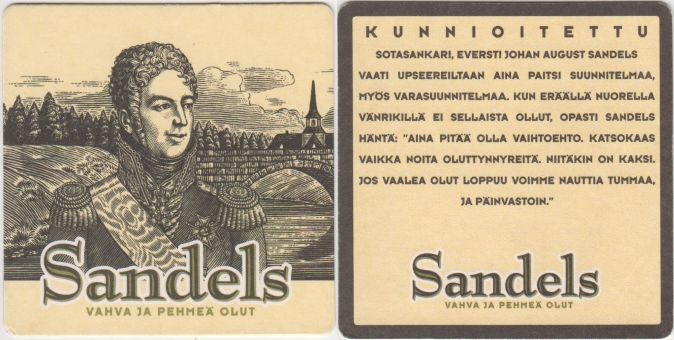 Sandels
VAHVA JA PEHMEÄ OLUT
KUNNIOITETTU
SOTASANKARI, EVERSTI JOHAN AUGUST SANDELS
VAATI UPSEEREILTAAN AINA PAITSI SUUNNITELMAA,
MYÖS VARASUUNNITELMAA. KUN ERÄÄLLÄ NUORELLA
VÄNRIKILLÄ EI SELLAISTA OLLUT, OPASTI SANDELS
HÄNTÄ: "AINA PITÄÄ OLLA VAIHTOEHTO. KATSOKAAS
VAIKKA NOITA OLUTTYNNYREITÄ. NIITÄKIN ON KAKSI.
JOS VAALEA OLUT LOPPUU VOIMME NAUTTIA TUMMAA,
JA PÄINVASTOIN."
Sandels
VAHVA JA PEHMEÄ OLUT